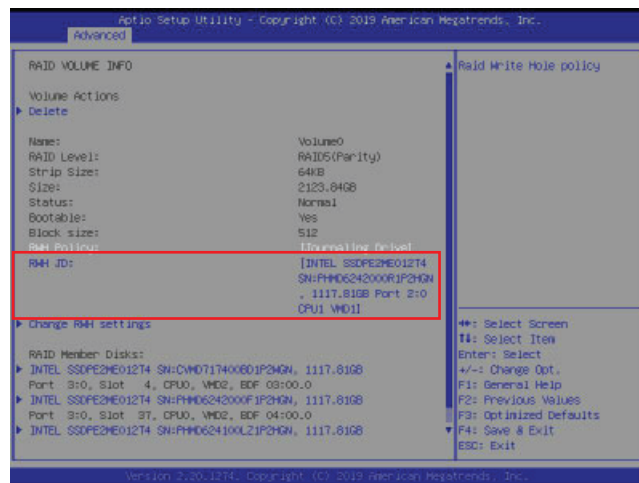 Aptio Setup Utility - Copyright (C) 2019 American Megatrends, Inc.
Advanced
RAID VOLUME INFO
Volume Actions
Delete
Name: Volume0
RAID Level: RAID5(Parity)
Strip Size: 64KB
Size: 2123.84GB
Status: Normal
Bootable: Yes
Block size: 512
RWH Policy: [Journaling Drive]
RWH JD: [INTEL SSDPE2ME012T4
SN:PHMD6242000R1P2HGN
, 1117.81GB Port 2:0
CPU1 VMD1]
Change RWH settings
RAID Member Disks:
INTEL SSDPE2ME012T4 SN:CVMD7174008D1P2MGN, 1117.81GB
Port 3:0, Slot 4, CPU0, VMD2, BDF 03:00.0
INTEL SSDPE2ME012T4 SN:PHMD6242000F1P2HGN, 1117.81GB
Port 3:0, Slot 37, CPU0, VMD2, BDF 04:00.0
INTEL SSDPE2ME012T4 SN:PHMD624100LZ1P2HGN, 1117.81GB
Raid Write Hole policy
: Select Screen
↑↓: Select Item
Enter: Select
+/-: Change Opt.
F1: General Help
F2: Previous Values
F3: Optimized Defaults
F4: Save & Exit
ESC: Exit
Version 2.20.1274. Copyright (C) 2019 American Megatrends, Inc.